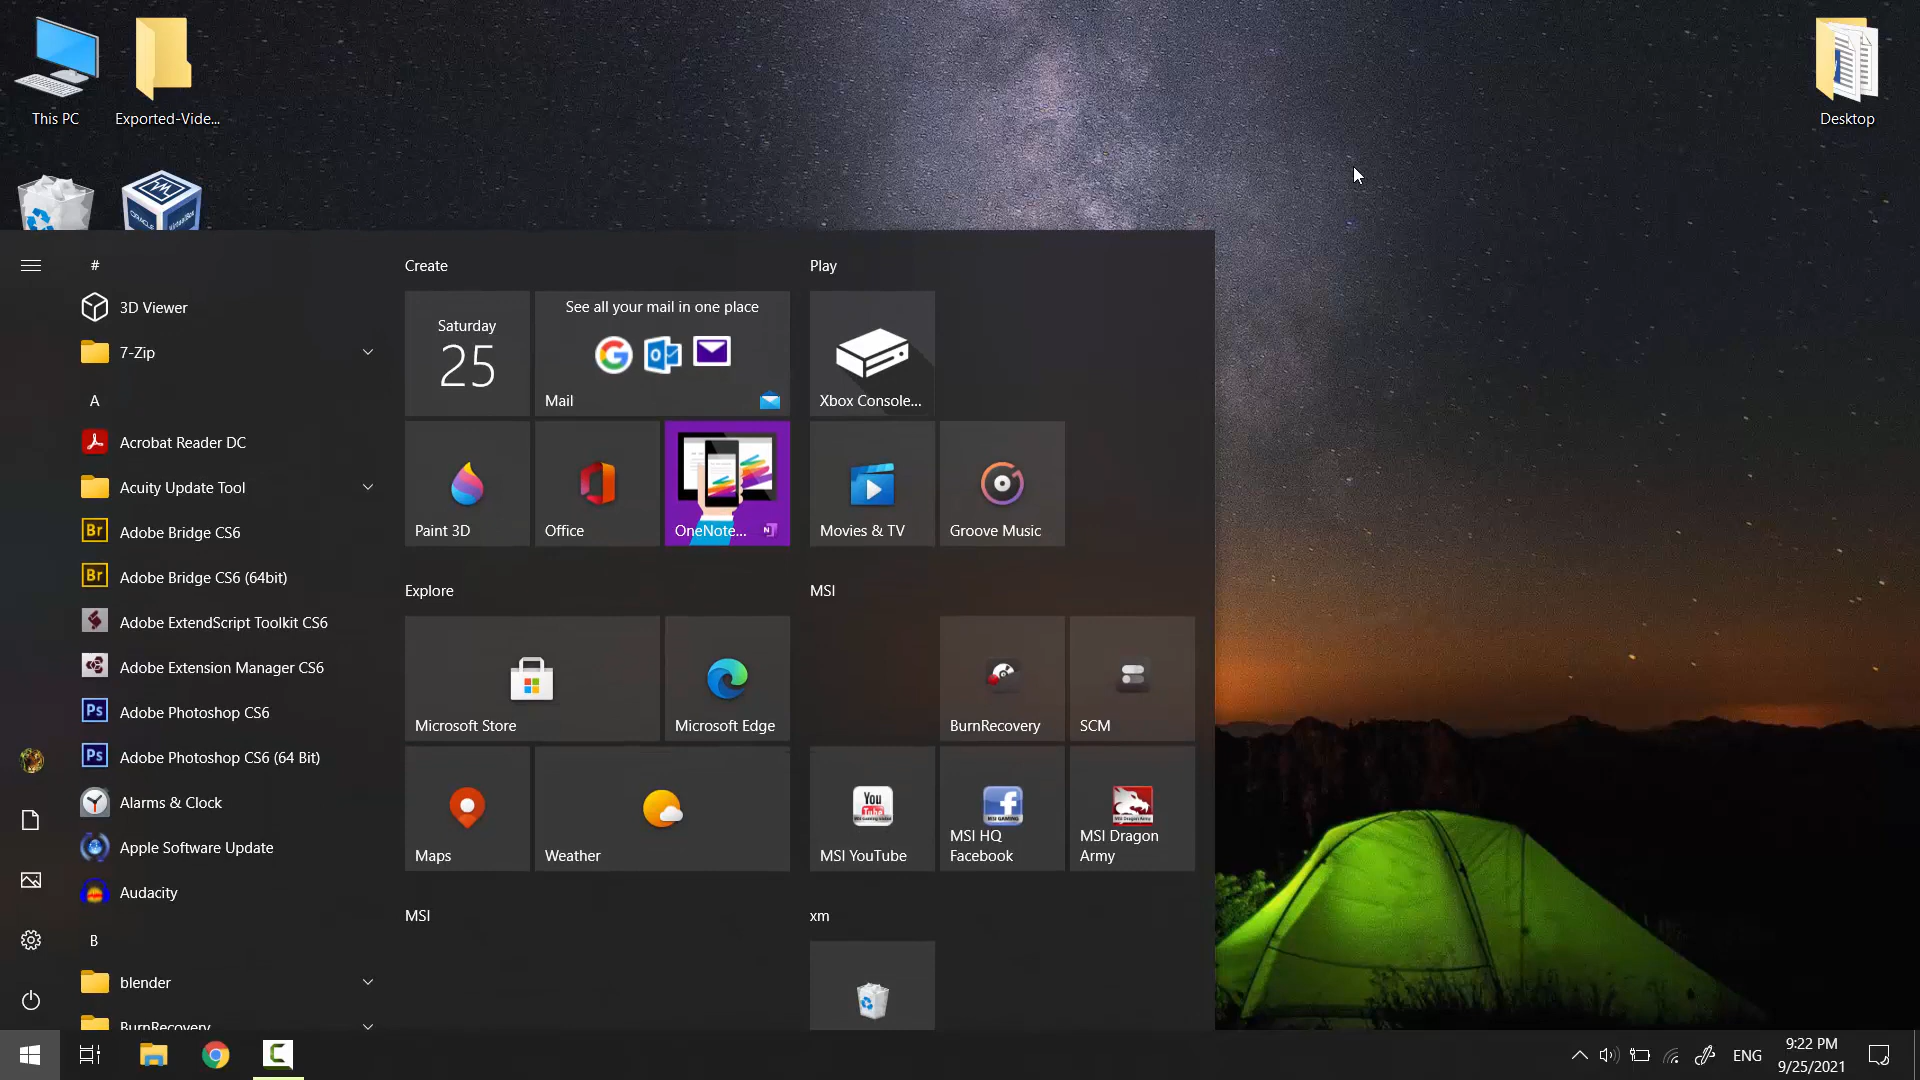 This PC
Exported-Vide...
Desktop
#
3D Viewer
7-Zip
A
Acrobat Reader DC
Acuity Update Tool
Adobe Bridge CS6
Adobe Bridge CS6 (64bit)
Adobe ExtendScript Toolkit CS6
Adobe Extension Manager CS6
Adobe Photoshop CS6
Adobe Photoshop CS6 (64 Bit)
Alarms & Clock
Apple Software Update
Audacity
B
blender
BurnRecovery
Create
Saturday
25
See all your mail in one place
Mail
Paint 3D
Office
OneNote...
Explore
Microsoft Store
Microsoft Edge
Maps
Weather
MSI
Play
Xbox Console...
Movies & TV
Groove Music
MSI
BurnRecovery
SCM
You
Tube
MSI YouTube
MSI HQ
Facebook
MSI Dragon
Army
xm
ENG
9:22 PM
9/25/2021